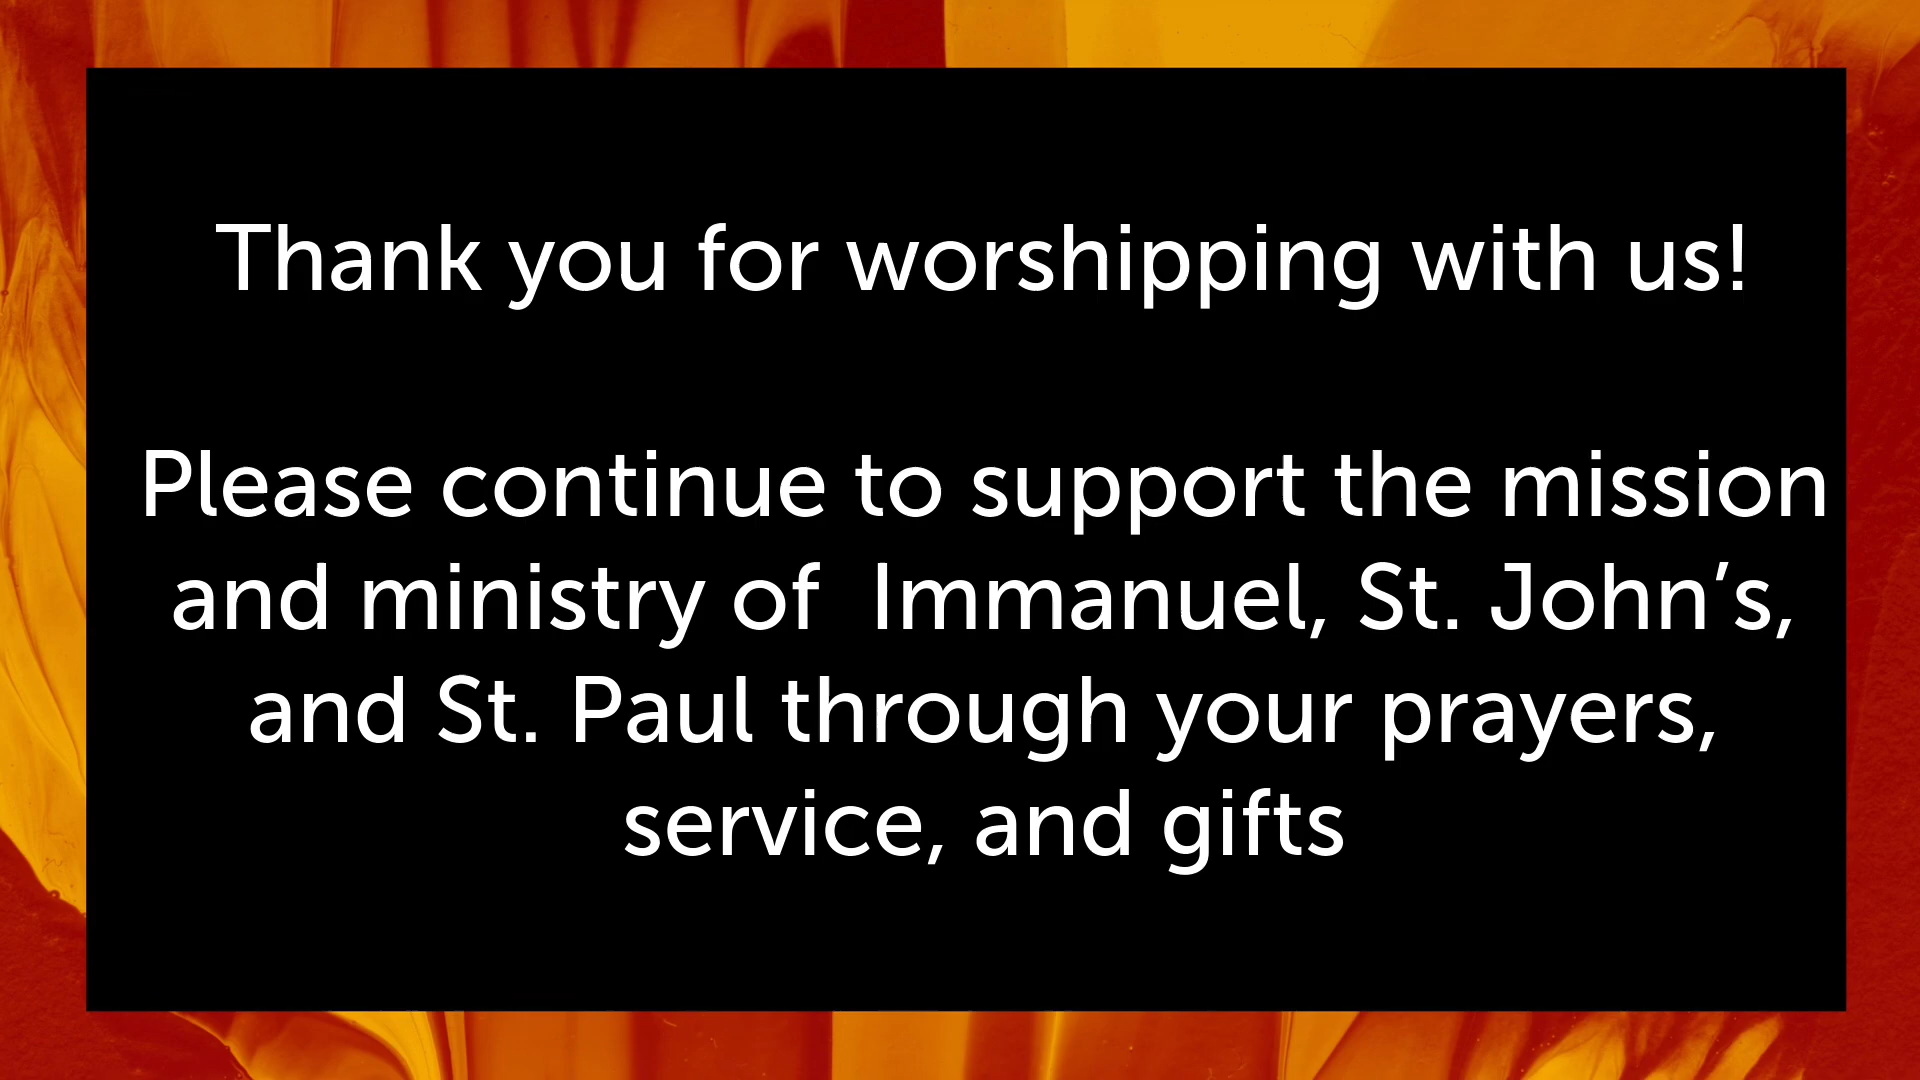 Thank you for worshipping with us!
Please continue to support the mission
and ministry of  Immanuel, St. John’s,
and St. Paul through your prayers,
service, and gifts